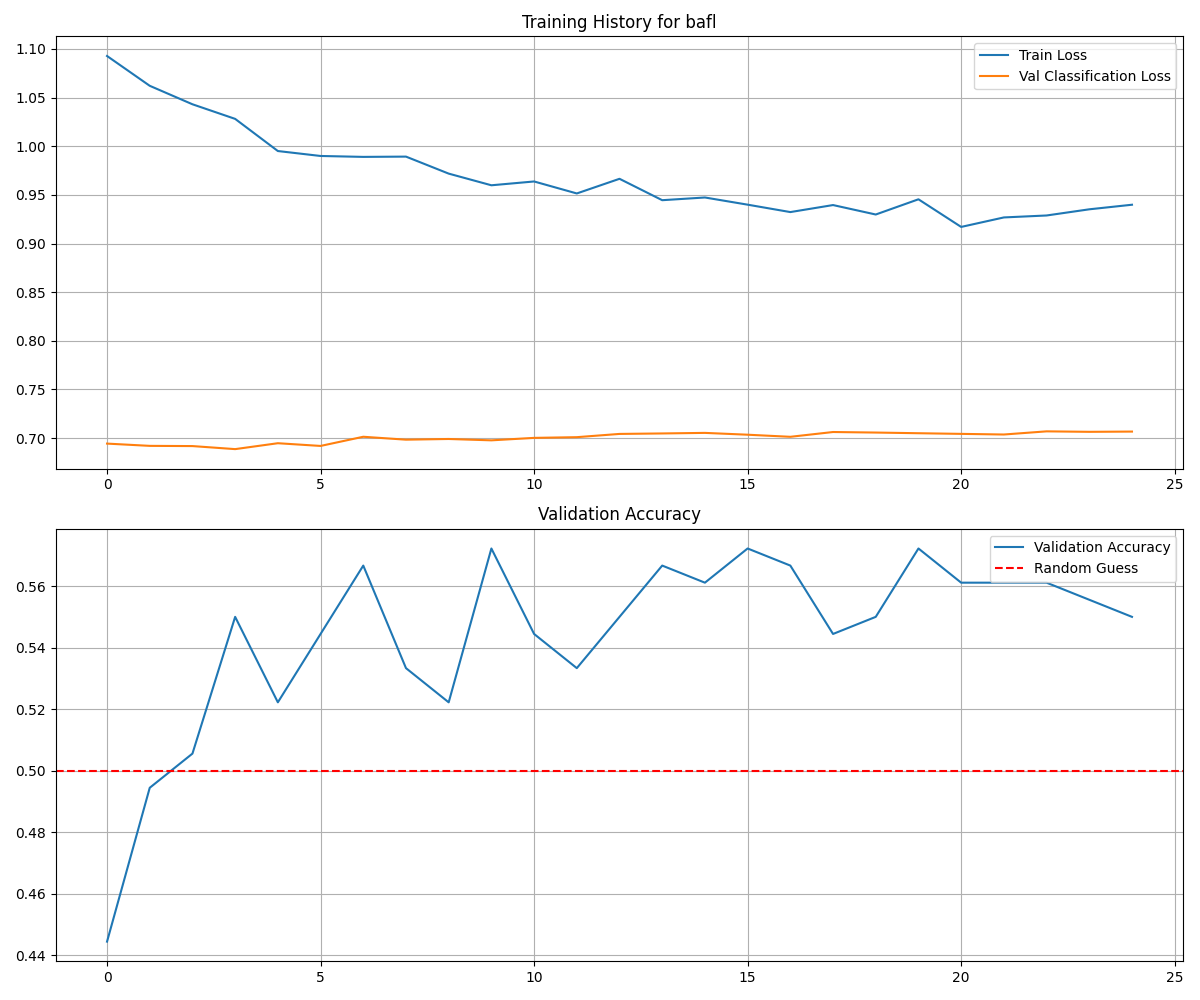 Training History for bafl
1.10
1.05
1.00
0.95
0.90
0.85
0.80
0.75
0.70
Train Loss
Val Classification Loss
0 5 10 15 20 25
Validation Accuracy
0.56
0.54
0.52
0.50
0.48
0.46
0.44
Validation Accuracy
Random Guess
0 5 10 15 20 25